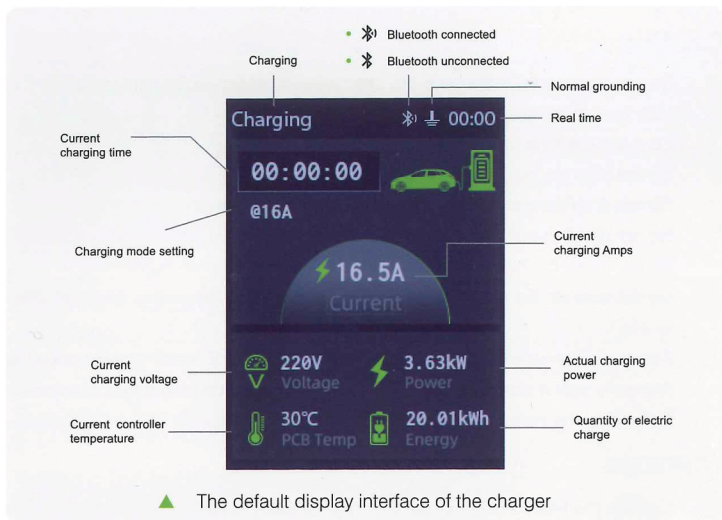 Bluetooth connected
Charging
Bluetooth unconnected
Normal grounding
Charging
00:00
Real time
Current
charging time
00:00:00
@16A
Charging mode setting
Current
charging Amps
16.5A
Current
Current
charging voltage
220V
Voltage
3.63kW
Power
Actual charging
power
Current controller
temperature
30℃
PCB Temp
20.01kWh
Energy
Quantity of electric
charge
The default display interface of the charger